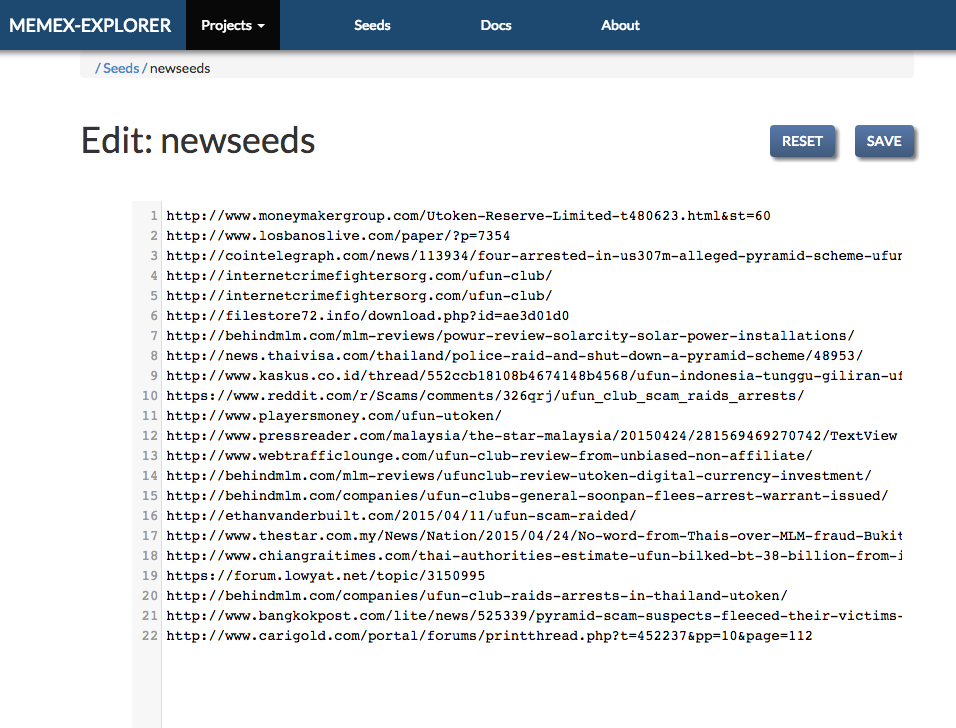 MEMEX-EXPLORER Projects Seeds Docs About
/ Seeds / newseeds
Edit: newseeds RESET SAVE
1 http://www.moneymakergroup.com/Utoken-Reserve-Limited-t480623.html&st=60
2 http://www.losbanoslive.com/paper/?p=7354
3 http://cointelegraph.com/news/113934/four-arrested-in-us307m-alleged-pyramid-scheme-ufun
4 http://internetcrimefightersorg.com/ufun-club/
5 http://internetcrimefightersorg.com/ufun-club/
6 http://filestore72.info/download.php?id=ae3d01d0
7 http://behindmlm.com/mlm-reviews/powur-review-solarcity-solar-power-installations/
8 http://news.thaivisa.com/thailand/police-raid-and-shut-down-a-pyramid-scheme/48953/
9 http://www.kaskus.co.id/thread/552ccb18108b4674148b4568/ufun-indonesia-tunggu-giliran-uf
10 https://www.reddit.com/r/Scams/comments/326qrj/ufun_club_scam_raids_arrests/
11 http://www.playersmoney.com/ufun-utoken/
12 http://www.pressreader.com/malaysia/the-star-malaysia/20150424/281569469270742/TextView
13 http://www.webtrafficlounge.com/ufun-club-review-from-unbiased-non-affiliate/
14 http://behindmlm.com/mlm-reviews/ufunclub-review-utoken-digital-currency-investment/
15 http://behindmlm.com/companies/ufun-clubs-general-soonpan-flees-arrest-warrant-issued/
16 http://ethanvanderbuilt.com/2015/04/11/ufun-scam-raided/
17 http://www.thestar.com.my/News/Nation/2015/04/24/No-word-from-Thais-over-MLM-fraud-Bukit
18 http://www.chiangraitimes.com/thai-authorities-estimate-ufun-bilked-bt-38-billion-from-i
19 https://forum.lowyat.net/topic/3150995
20 http://behindmlm.com/companies/ufun-club-raids-arrests-in-thailand-utoken/
21 http://www.bangkokpost.com/lite/news/525339/pyramid-scam-suspects-fleeced-their-victims-
22 http://www.carigold.com/portal/forums/printthread.php?t=452237&pp=10&page=112